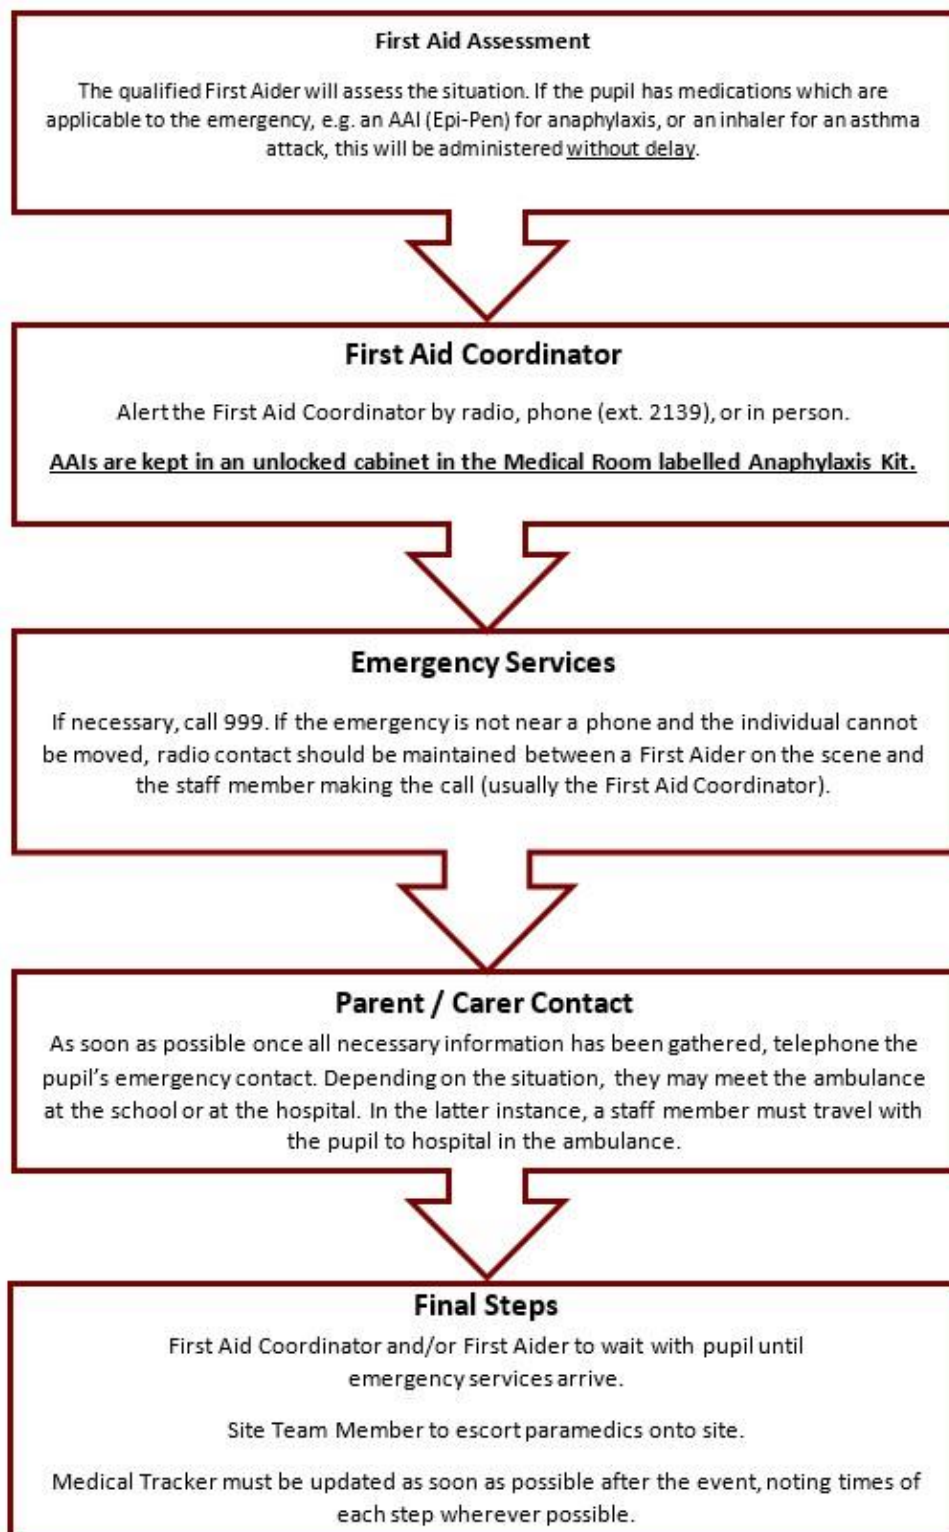 First Aid Assessment
The qualified First Aider will assess the situation. If the pupil has medications which are
applicable to the emergency, e.g. an AAI (Epi-Pen) for anaphylaxis, or an inhaler for an asthma
attack, this will be administered without delay.
First Aid Coordinator
Alert the First Aid Coordinator by radio, phone (ext. 2139), or in person.
AAIs are kept in an unlocked cabinet in the Medical Room labelled Anaphylaxis Kit.
Emergency Services
If necessary, call 999. If the emergency is not near a phone and the individual cannot
be moved, radio contact should be maintained between a First Aider on the scene and
the staff member making the call (usually the First Aid Coordinator).
Parent / Carer Contact
As soon as possible once all necessary information has been gathered, telephone the
pupil's emergency contact. Depending on the situation, they may meet the ambulance
at the school or at the hospital. In the latter instance, a staff member must travel with
the pupil to hospital in the ambulance.
Final Steps
First Aid Coordinator and/or First Aider to wait with pupil until
emergency services arrive.
Site Team Member to escort paramedics onto site.
Medical Tracker must be updated as soon as possible after the event, noting times of
each step wherever possible.